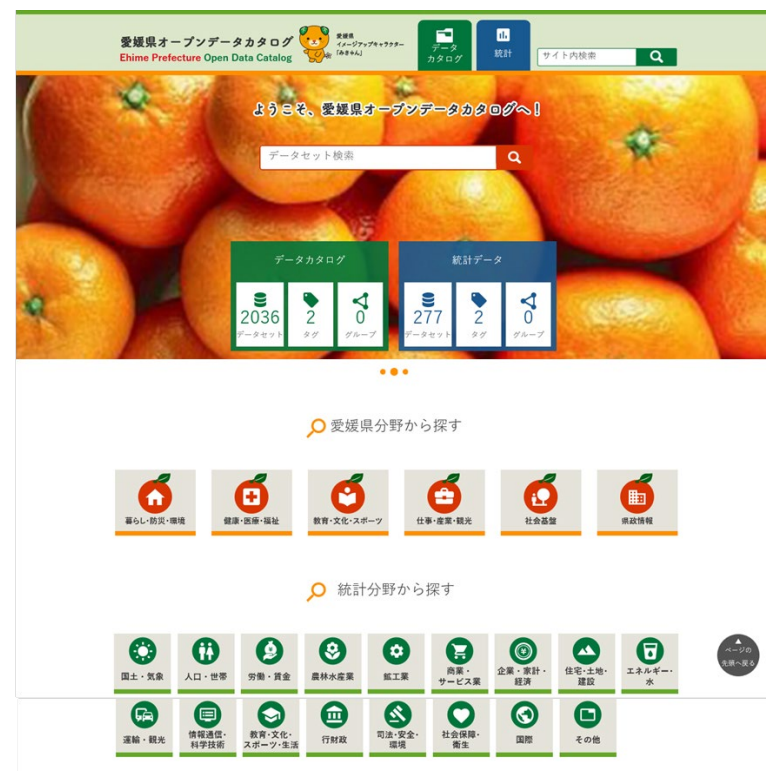 愛媛県オープンデータカタログ
Ehime Prefecture Open Data Catalog
愛媛県
イメージアップキャラクター
「みきゃん」
データ
カタログ
統計
サイト内検索
ようこそ、愛媛県オープンデータカタログへ!
データセット検索
データカタログ
2036
データセット
2
タグ
0
グループ
統計データ
277
データセット
2
タグ
0
グループ
愛媛県分野から探す
暮らし・防災・環境
健康・医療・福祉
教育・文化・スポーツ
仕事・産業・観光
社会基盤
県政情報
統計分野から探す
国土・気象
人口・世帯
労働・賃金
農林水産業
鉱工業
商業・
サービス業
企業・家計・
経済
住宅・土地・
建設
エネルギー・
水
ページの
先頭へ戻る
運輸・観光
情報通信・
科学技術
教育・文化・
スポーツ・生活
行財政
司法・安全・
環境
社会保障・
衛生
国際
その他